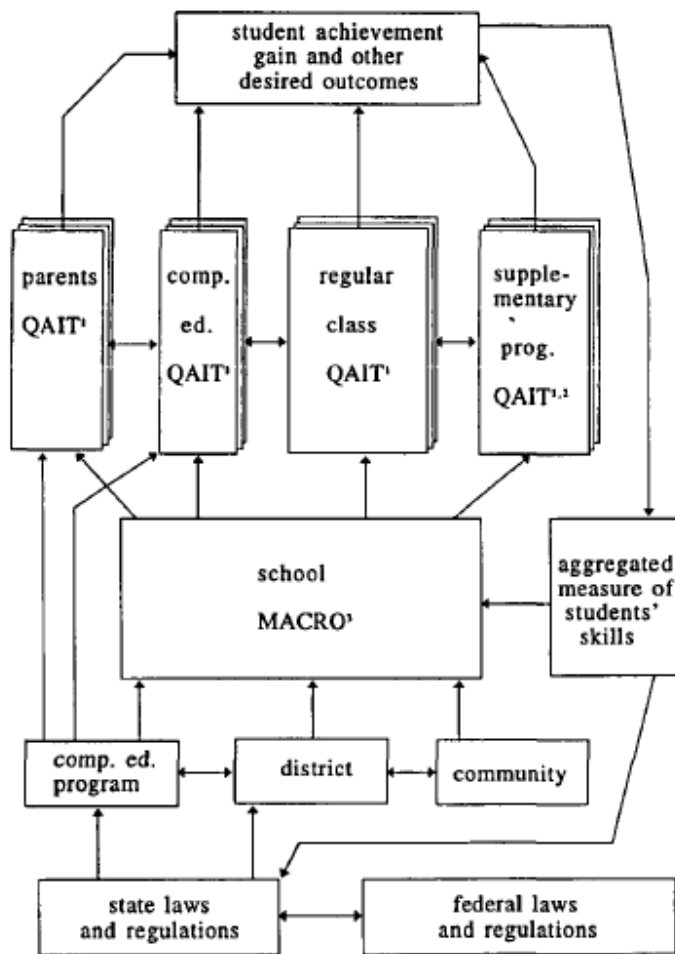 student achievement
gain and other
desired outcomes
parents
QAIT¹
comp.
ed.
QAIT¹
regular
class
QAIT¹
supple-
mentary
prog.
QAIT¹,²
school
MACRO³
aggregated
measure of
students'
skills
comp. ed.
program
district
community
state laws
and regulations
federal laws
and regulations